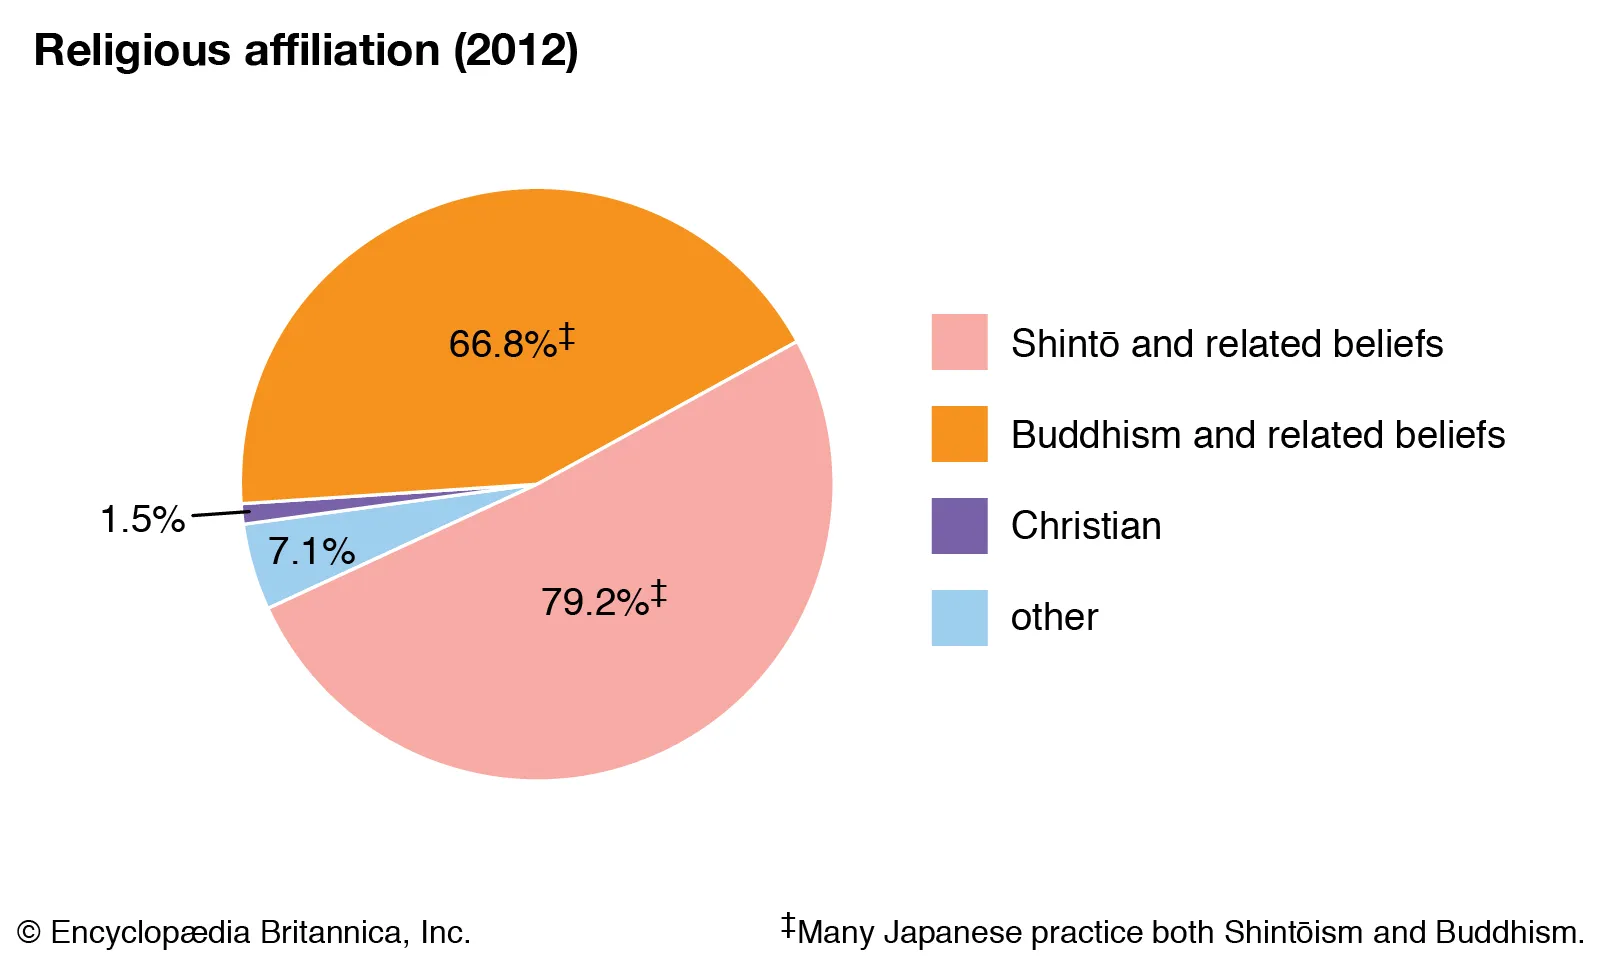 Religious affiliation (2012)
66.8%‡
1.5%
7.1%
79.2%‡
Shintō and related beliefs
Buddhism and related beliefs
Christian
other
© Encyclopædia Britannica, Inc.
‡Many Japanese practice both Shintōism and Buddhism.